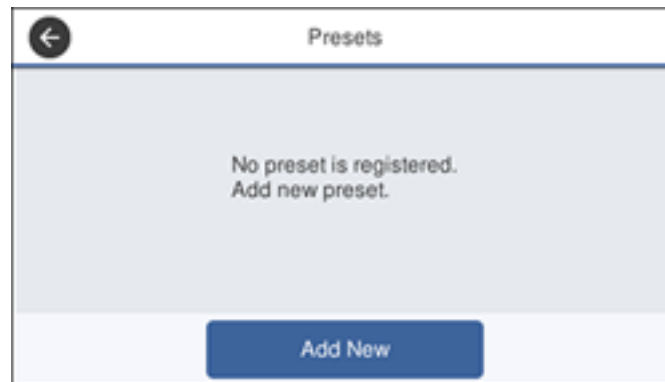 Presets
No preset is registered.
Add new preset.
Add New